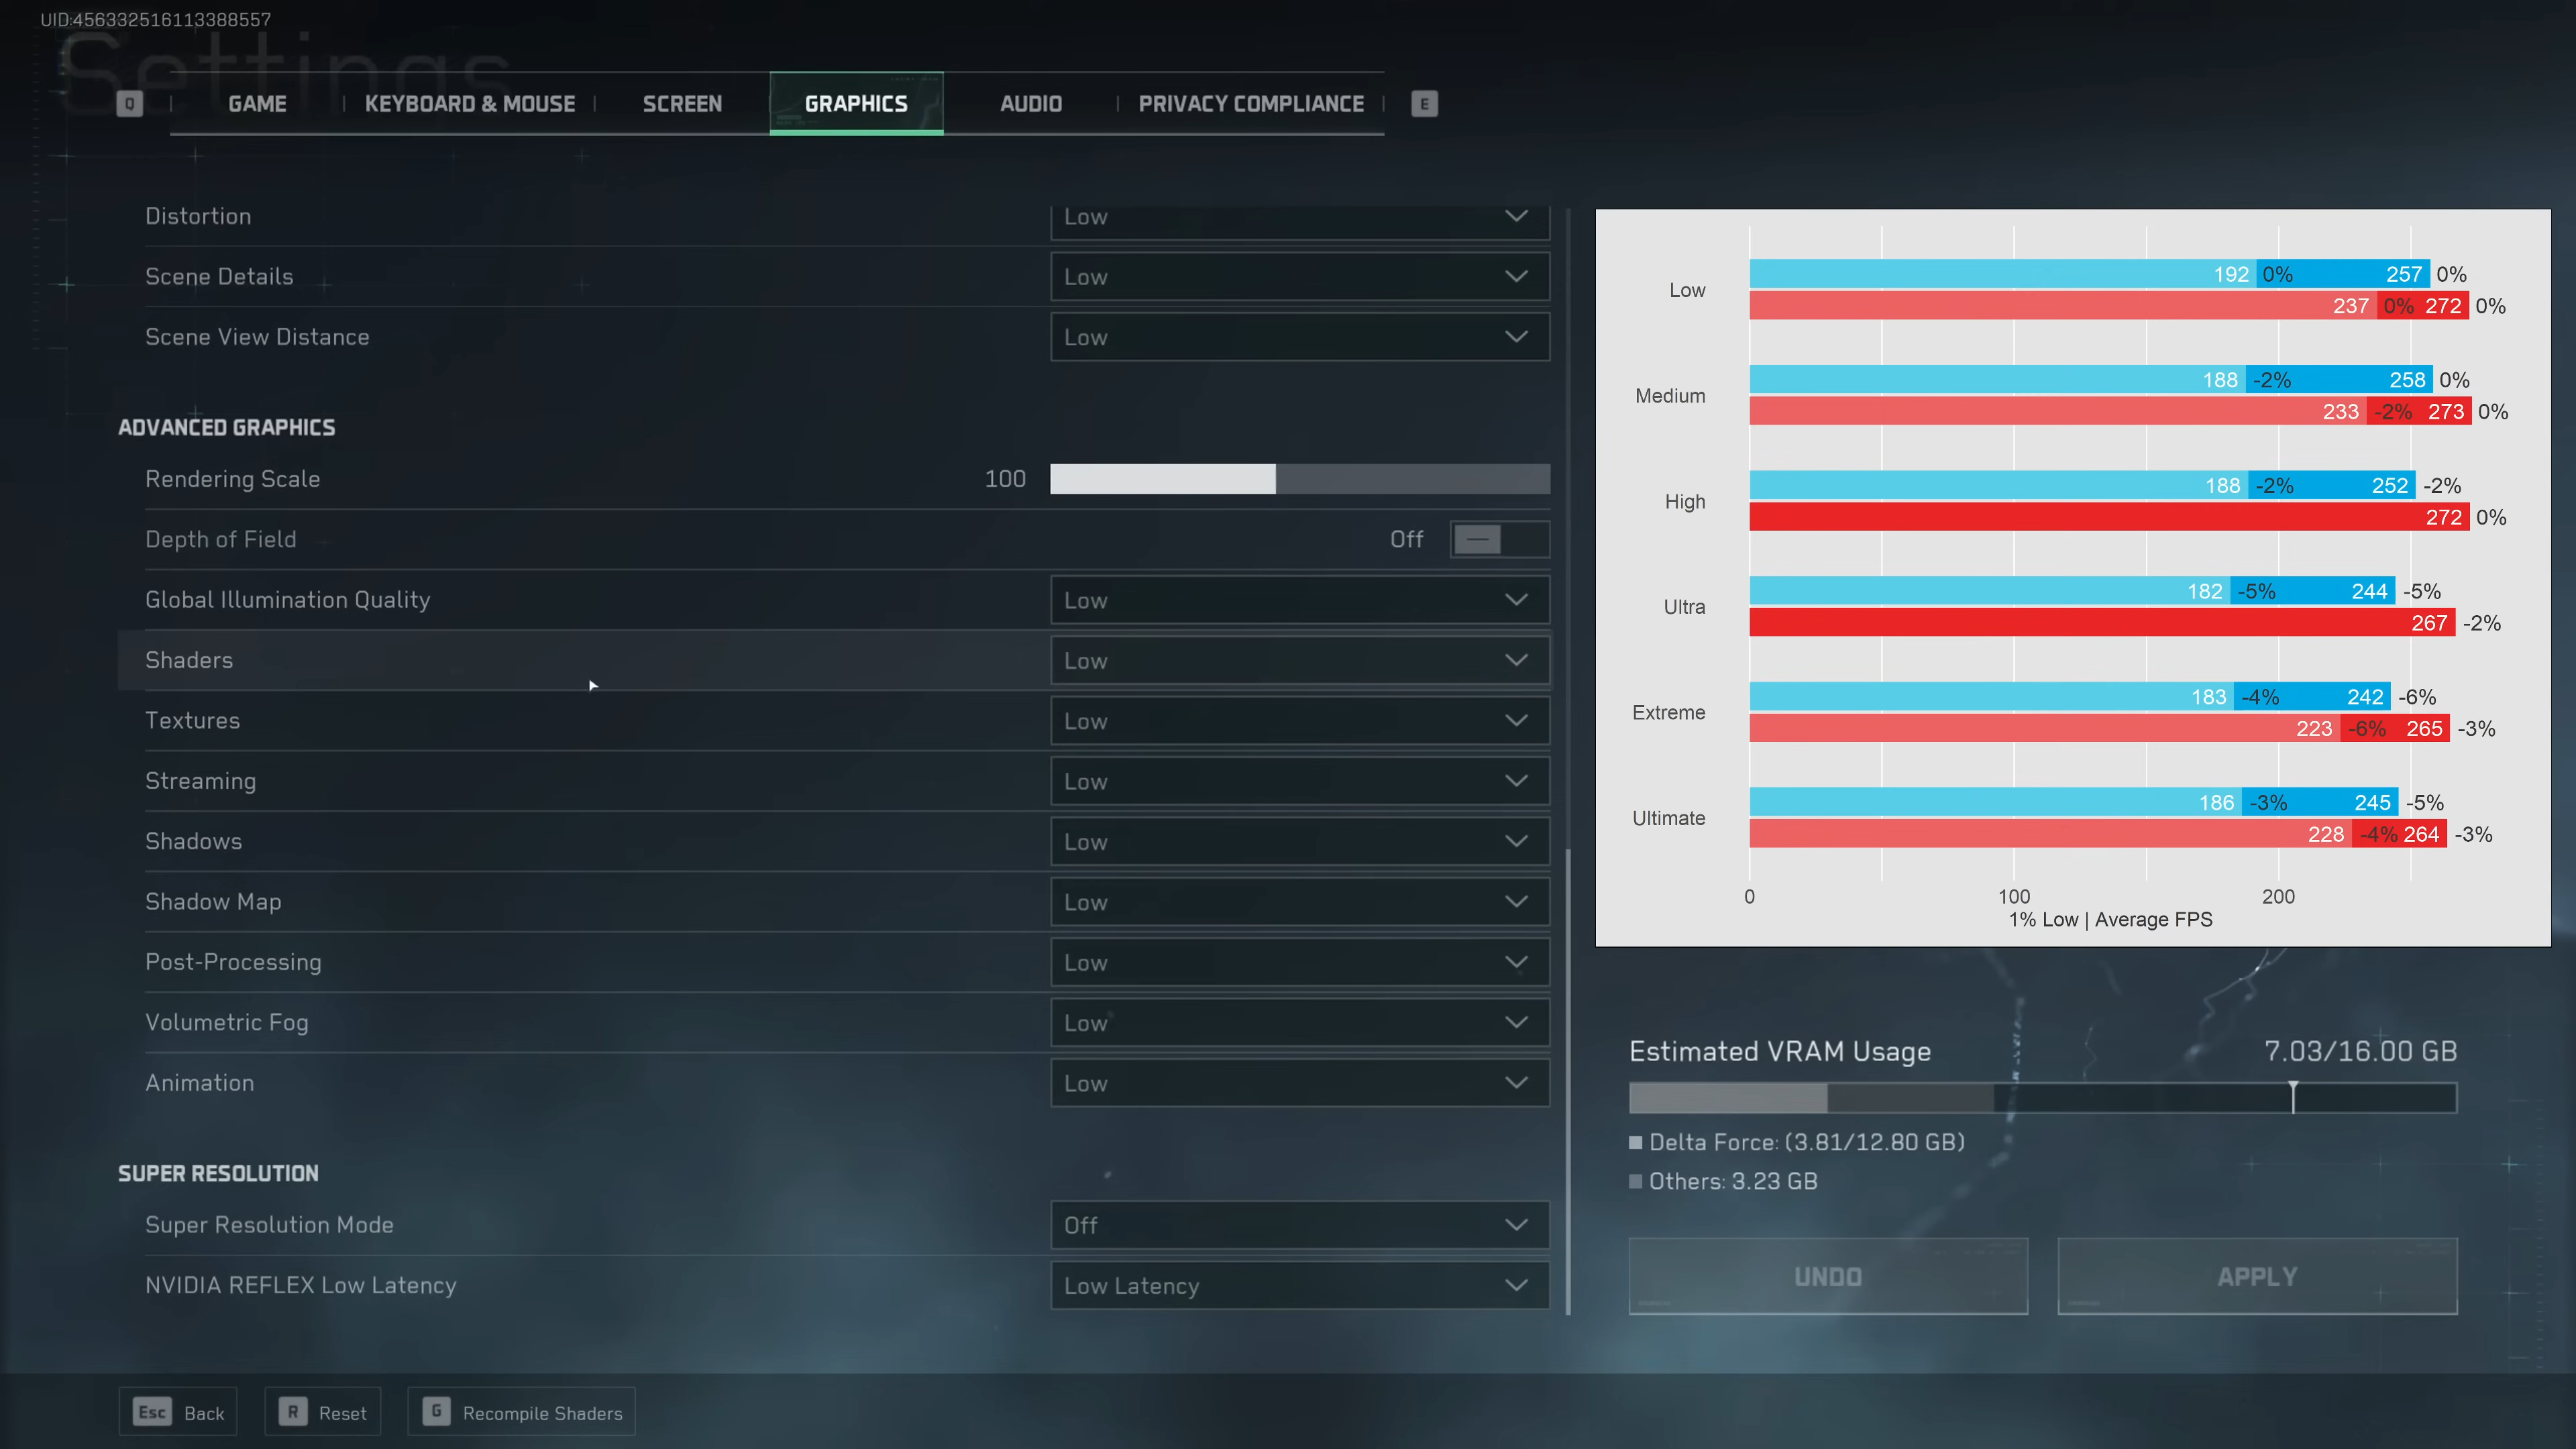 UID:456332516113388557
Settings
Q GAME KEYBOARD & MOUSE SCREEN GRAPHICS AUDIO PRIVACY COMPLIANCE E
Distortion Low
Scene Details Low
Scene View Distance Low
ADVANCED GRAPHICS
Rendering Scale 100
Depth of Field Off
Global Illumination Quality Low
Shaders Low
Textures Low
Streaming Low
Shadows Low
Shadow Map Low
Post-Processing Low
Volumetric Fog Low
Animation Low
SUPER RESOLUTION
Super Resolution Mode Off
NVIDIA REFLEX Low Latency Low Latency
192 0% 257 0%
Low
237 0% 272 0%
188 -2% 258 0%
Medium
233 -2% 273 0%
188 -2% 252 -2%
High
272 0%
182 -5% 244 -5%
Ultra
267 -2%
183 -4% 242 -6%
Extreme
223 -6% 265 -3%
186 -3% 245 -5%
Ultimate
228 -4% 264 -3%
0 100 200
1% Low | Average FPS
Estimated VRAM Usage 7.03/16.00 GB
Delta Force: (3.81/12.80 GB)
Others: 3.23 GB
UNDO APPLY
Esc Back R Reset G Recompile Shaders